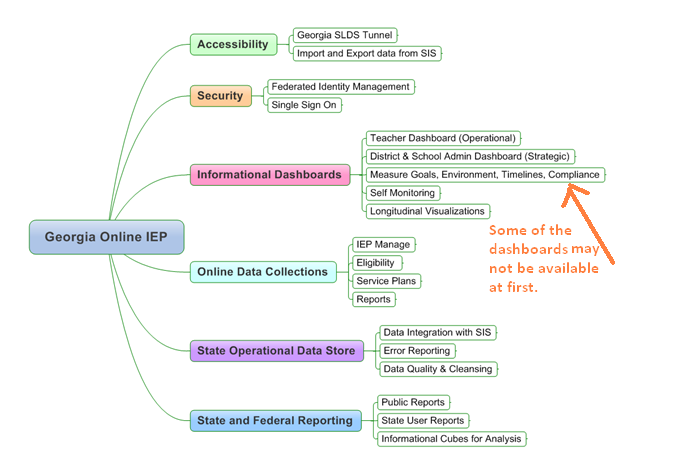 Georgia Online IEP
Accessibility
Georgia SLDS Tunnel
Import and Export data from SIS
Security
Federated Identity Management
Single Sign On
Informational Dashboards
Teacher Dashboard (Operational)
District & School Admin Dashboard (Strategic)
Measure Goals, Environment, Timelines, Compliance
Self Monitoring
Longitudinal Visualizations
Some of the
dashboards may
not be available
at first.
Online Data Collections
IEP Manage
Eligibility
Service Plans
Reports
State Operational Data Store
Data Integration with SIS
Error Reporting
Data Quality & Cleansing
State and Federal Reporting
Public Reports
State User Reports
Informational Cubes for Analysis